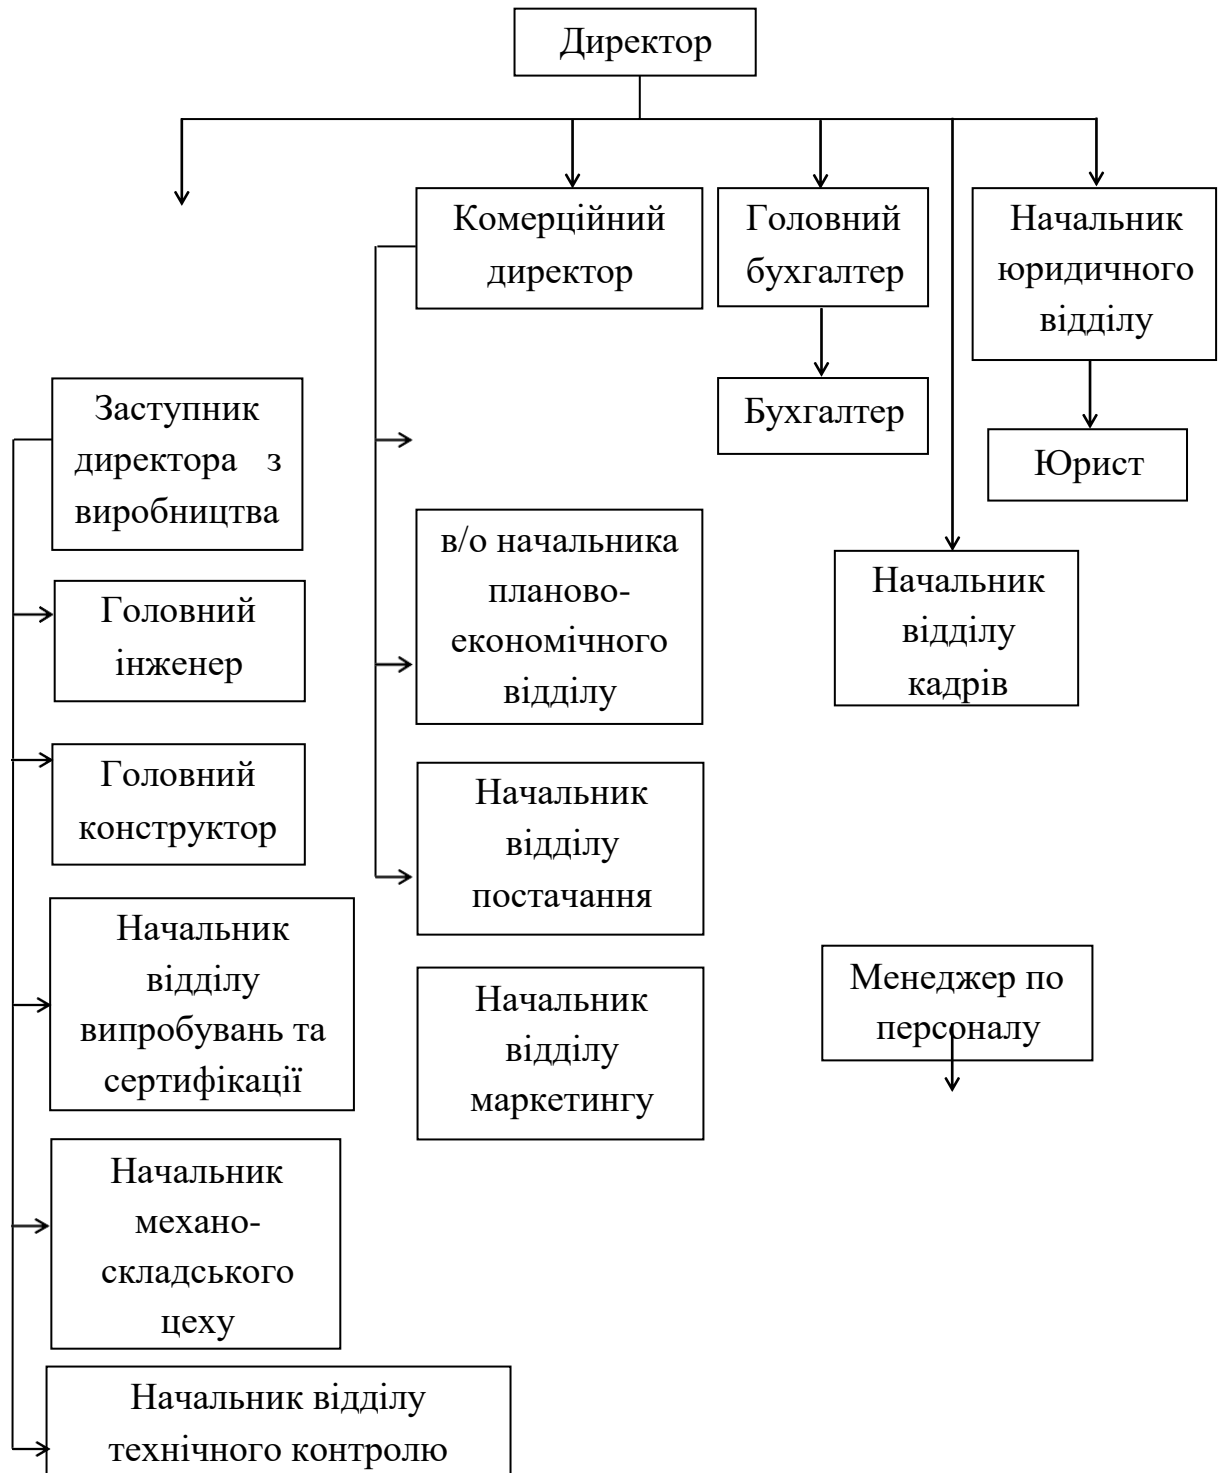 Директор
Комерційний
директор
Головний
бухгалтер
Начальник
юридичного
відділу
Заступник
директора з
виробництва
Бухгалтер
Юрист
в/о начальника
планово-
економічного
відділу
Начальник
відділу
кадрів
Головний
інженер
Головний
конструктор
Начальник
відділу
постачання
Начальник
відділу
випробувань та
сертифікації
Начальник
відділу
маркетингу
Менеджер по
персоналу
Начальник
механо-
складського
цеху
Начальник відділу
технічного контролю